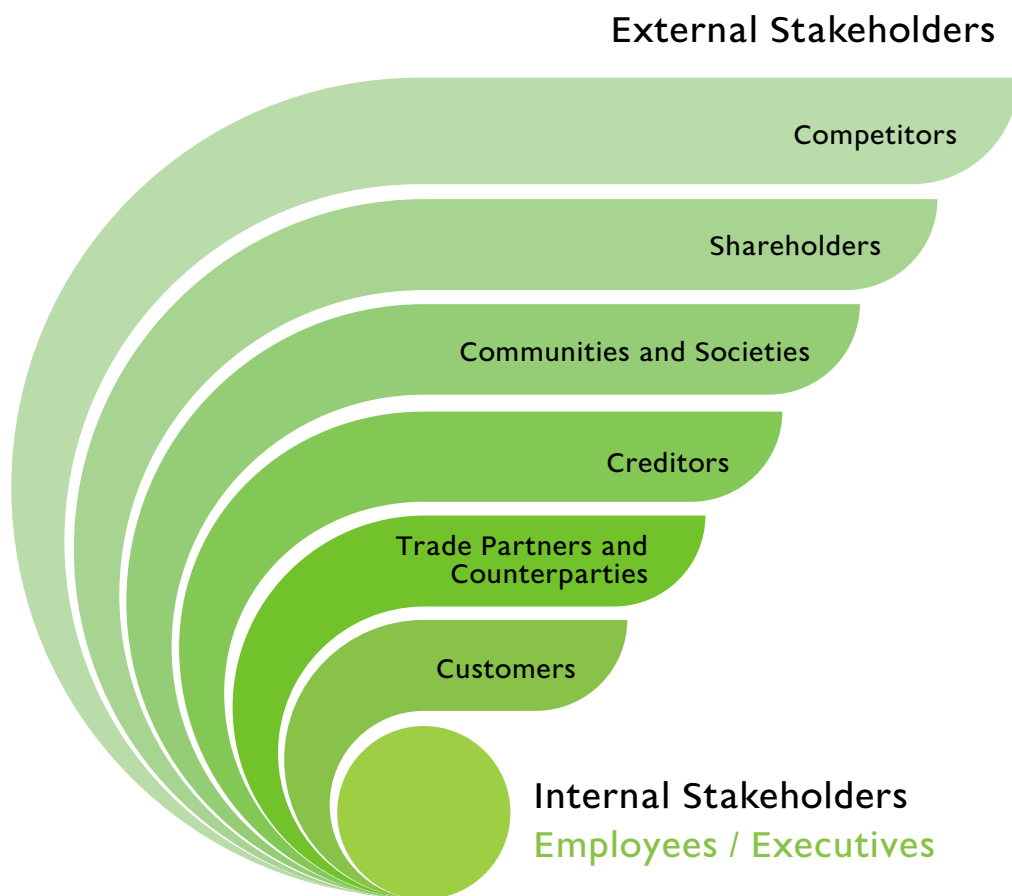 External Stakeholders
Competitors
Shareholders
Communities and Societies
Creditors
Trade Partners and
Counterparties
Customers
Internal Stakeholders
Employees / Executives